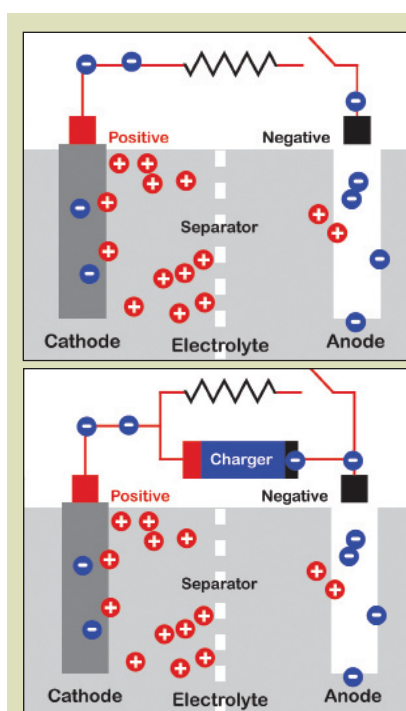 Positive
Negative
Separator
Cathode
Electrolyte
Anode
Charger
Positive
Negative
Separator
Cathode
Electrolyte
Anode